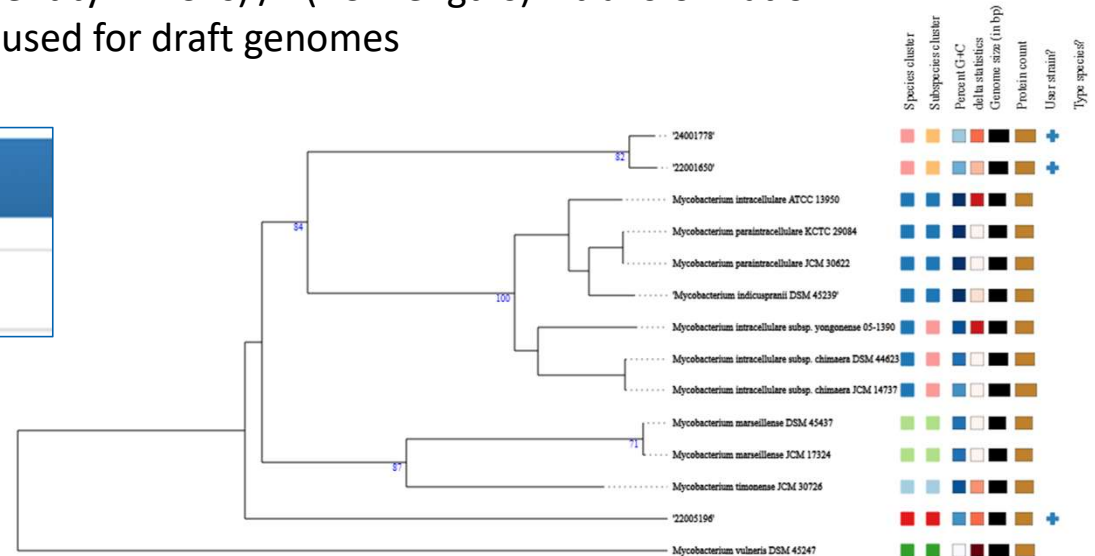 used for draft genomes
Species cluster
Subspecies cluster
Percent G+C
delta statistics
Genome size (in bp)
Protein count
User strain?
Type species?
'24001778'
82
'22001650'
Mycobacterium intracellulare ATCC 13950
84
Mycobacterium paraintracellulare KCTC 29084
Mycobacterium paraintracellulare JCM 30622
100
'Mycobacterium indicuspranii DSM 45239'
Mycobacterium intracellulare subsp. yongonense 05-1390
Mycobacterium intracellulare subsp. chimaera DSM 44623
Mycobacterium intracellulare subsp. chimaera JCM 14737
Mycobacterium marseillense DSM 45437
71
Mycobacterium marseillense JCM 17324
87
Mycobacterium timonense JCM 30726
'22005196'
Mycobacterium vulneris DSM 45247